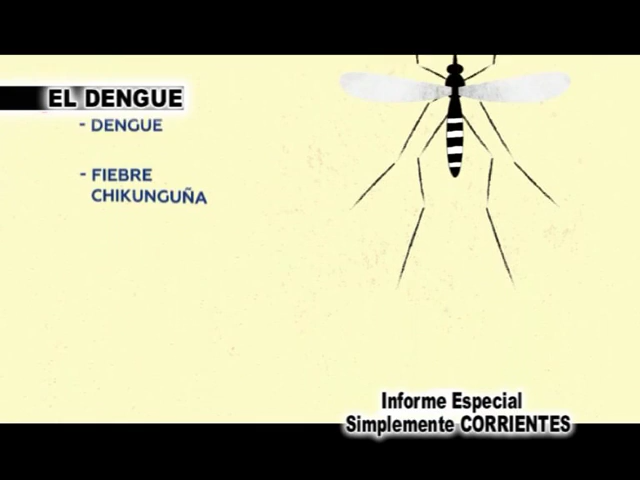 EL DENGUE
- DENGUE
- FIEBRE
CHIKUNGUÑA
Informe Especial
Simplemente CORRIENTES